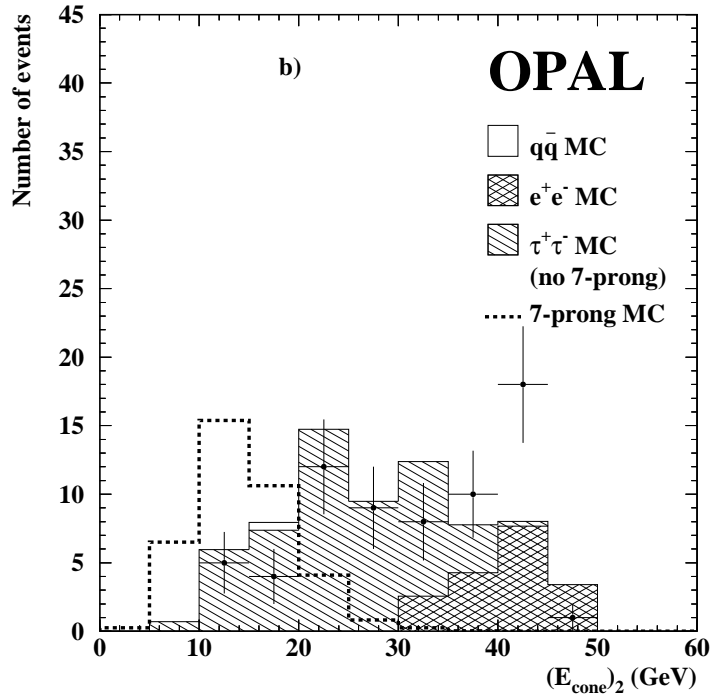 Number of events
45
40
35
30
25
20
15
10
5
0
b)
OPAL
qq̄ MC
e⁺e⁻ MC
τ⁺τ⁻ MC
(no 7-prong)
7-prong MC
0 10 20 30 40 50 60
(E_cone)₂ (GeV)